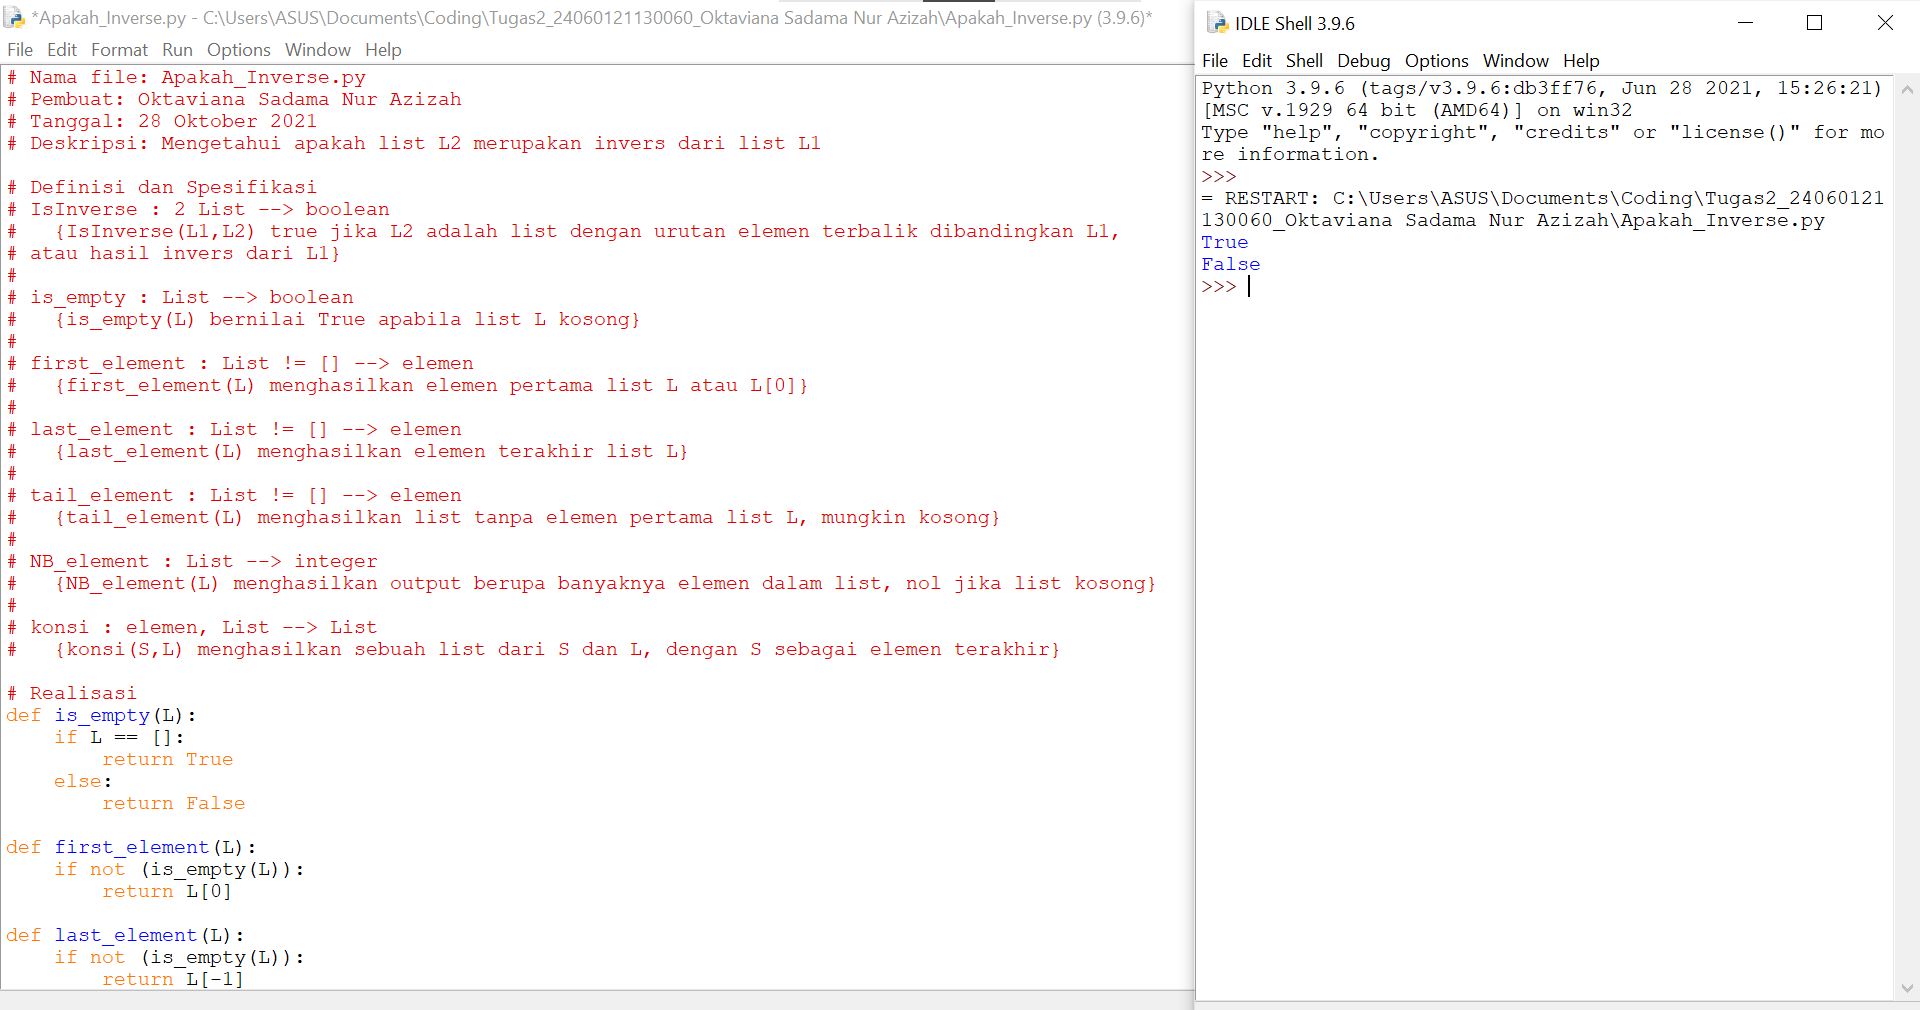 *Apakah_Inverse.py - C:\Users\ASUS\Documents\Coding\Tugas2_24060121130060_Oktaviana Sadama Nur Azizah\Apakah_Inverse.py (3.9.6)*
File Edit Format Run Options Window Help
# Nama file: Apakah_Inverse.py
# Pembuat: Oktaviana Sadama Nur Azizah
# Tanggal: 28 Oktober 2021
# Deskripsi: Mengetahui apakah list L2 merupakan invers dari list L1

# Definisi dan Spesifikasi
# IsInverse : 2 List --> boolean
#   {IsInverse(L1,L2) true jika L2 adalah list dengan urutan elemen terbalik dibandingkan L1,
# atau hasil invers dari L1}
#
# is_empty : List --> boolean
#   {is_empty(L) bernilai True apabila list L kosong}
#
# first_element : List != [] --> elemen
#   {first_element(L) menghasilkan elemen pertama list L atau L[0]}
#
# last_element : List != [] --> elemen
#   {last_element(L) menghasilkan elemen terakhir list L}
#
# tail_element : List != [] --> elemen
#   {tail_element(L) menghasilkan list tanpa elemen pertama list L, mungkin kosong}
#
# NB_element : List --> integer
#   {NB_element(L) menghasilkan output berupa banyaknya elemen dalam list, nol jika list kosong}
#
# konsi : elemen, List --> List
#   {konsi(S,L) menghasilkan sebuah list dari S dan L, dengan S sebagai elemen terakhir}

# Realisasi
def is_empty(L):
    if L == []:
        return True
    else:
        return False

def first_element(L):
    if not (is_empty(L)):
        return L[0]

def last_element(L):
    if not (is_empty(L)):
        return L[-1]
IDLE Shell 3.9.6
File Edit Shell Debug Options Window Help
Python 3.9.6 (tags/v3.9.6:db3ff76, Jun 28 2021, 15:26:21)
[MSC v.1929 64 bit (AMD64)] on win32
Type "help", "copyright", "credits" or "license()" for mo
re information.
>>>
= RESTART: C:\Users\ASUS\Documents\Coding\Tugas2_24060121
130060_Oktaviana Sadama Nur Azizah\Apakah_Inverse.py
True
False
>>>